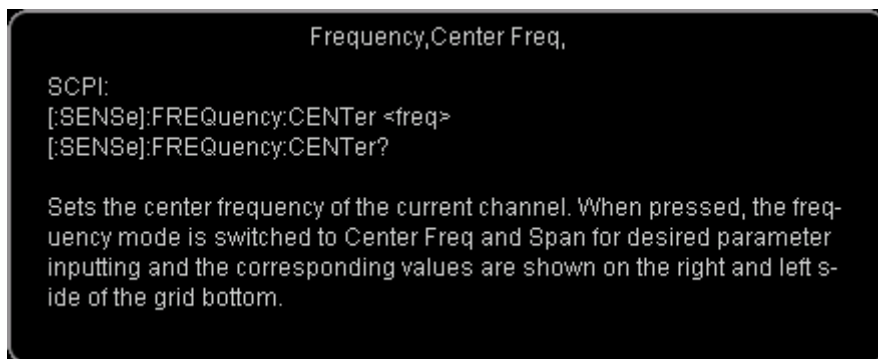 Frequency,Center Freq,
SCPI:
[:SENSe]:FREQuency:CENTer <freq>
[:SENSe]:FREQuency:CENTer?
Sets the center frequency of the current channel. When pressed, the freq-
uency mode is switched to Center Freq and Span for desired parameter
inputting and the corresponding values are shown on the right and left s-
ide of the grid bottom.